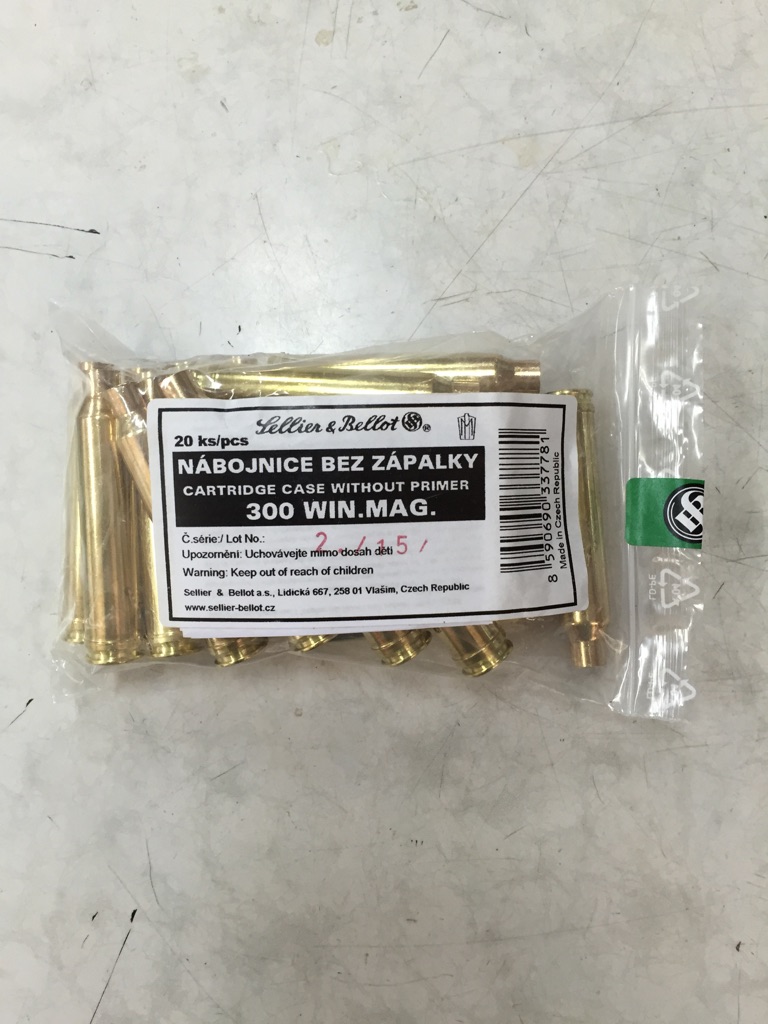 Sellier & Bellot ®
20 ks/pcs
NÁBOJNICE BEZ ZÁPALKY
CARTRIDGE CASE WITHOUT PRIMER
300 WIN.MAG.
Č.série:/ Lot No.:
Upozornění: Uchovávejte mimo dosah dětí
Warning: Keep out of reach of children
Sellier & Bellot a.s., Lidická 667, 258 01 Vlašim, Czech Republic
www.sellier-bellot.cz
8 590690 337781
Made in Czech Republic